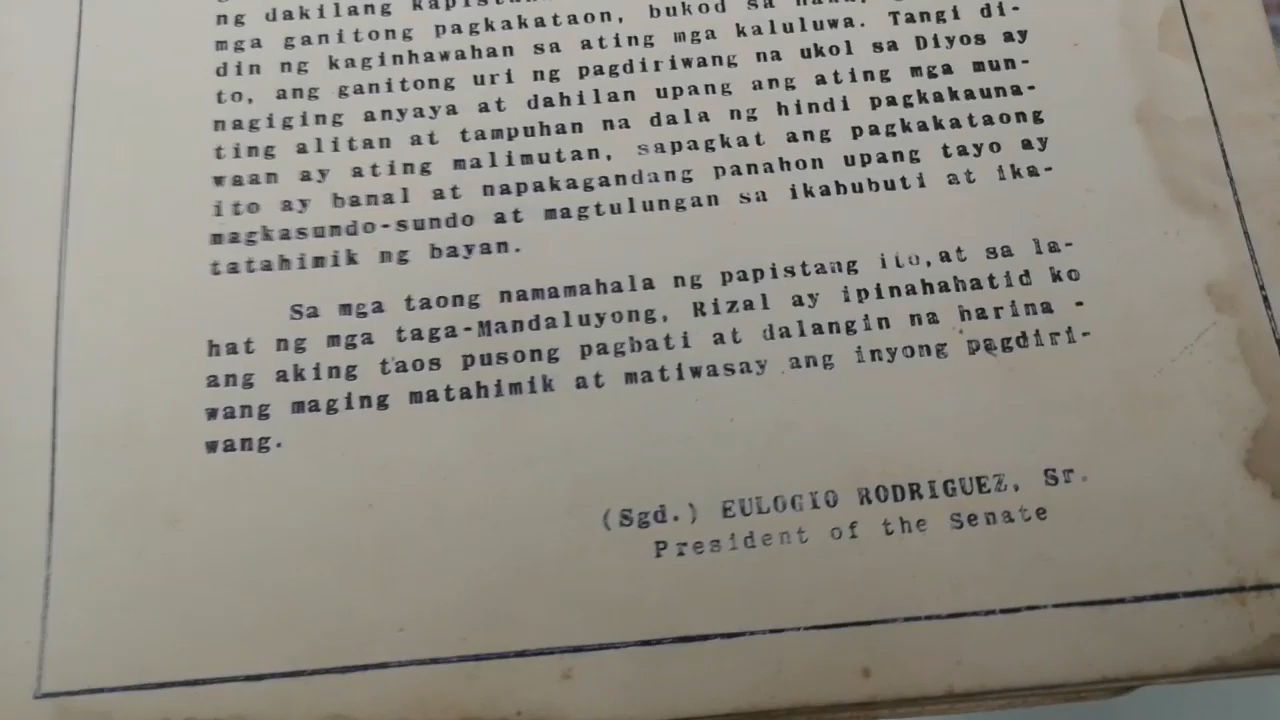 ng dakilang
mga ganitong pagkakataon, bukod sa
din ng kaginhawahan sa ating mga kaluluwa. Tangi di-
to, ang ganitong uri ng pagdiriwang na ukol sa Diyos ay
nagiging anyaya at dahilan upang ang ating mga mun-
ting alitan at tampuhan na dala ng hindi pagkakauna-
waan ay ating malimutan, sapagkat ang pagkakataong
ito ay banal at napakagandang panahon upang tayo ay
magkasundo-sundo at magtulungan sa ikabubuti at ika-
tatahimik ng bayan.
Sa mga taong namamahala ng papistang ito,at sa la-
hat ng mga taga-Mandaluyong, Rizal ay ipinahahatid ko
ang aking taos pusong pagbati at dalangin na harina -
wang maging matahimik at matiwasay ang inyong pagdiri-
wang.
(Sgd.) EULOGIO RODRIGUEZ, Sr.
President of the Senate